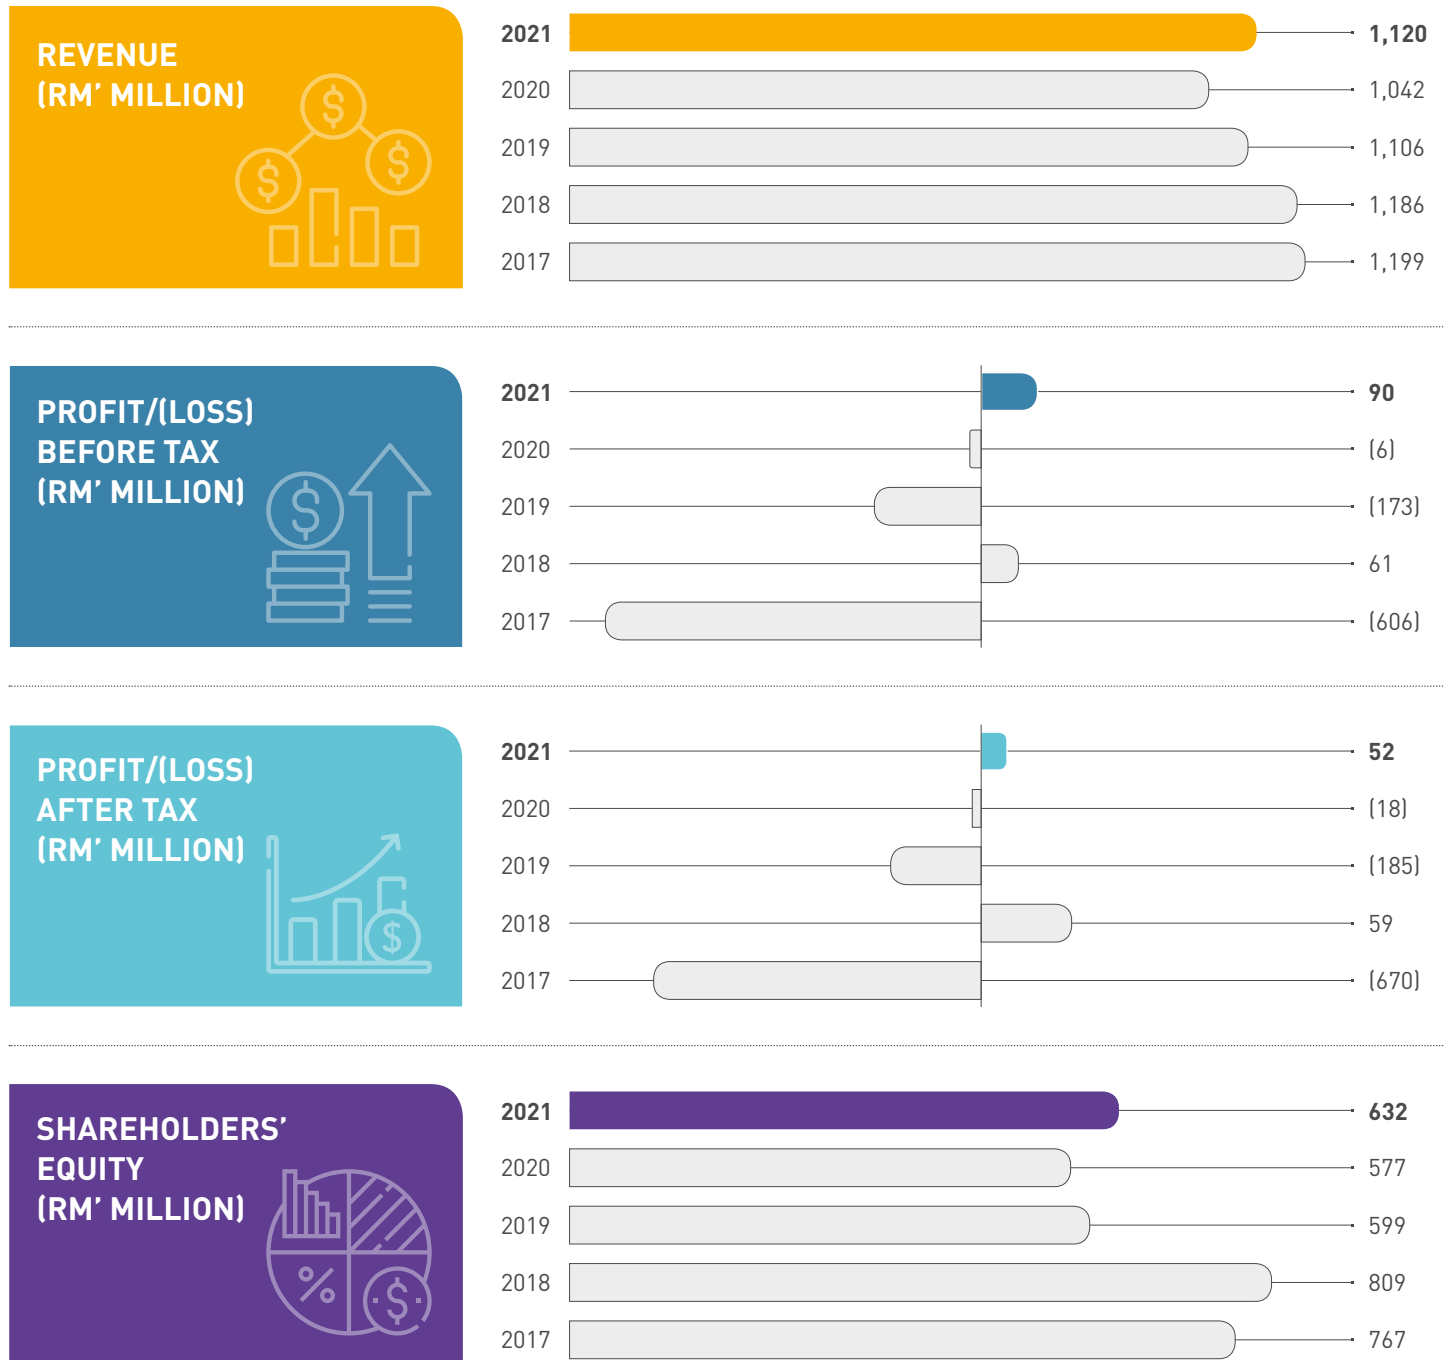 REVENUE
(RM’ MILLION)
2021 1,120
2020 1,042
2019 1,106
2018 1,186
2017 1,199
PROFIT/(LOSS)
BEFORE TAX
(RM’ MILLION)
2021 90
2020 (6)
2019 (173)
2018 61
2017 (606)
PROFIT/(LOSS)
AFTER TAX
(RM’ MILLION)
2021 52
2020 (18)
2019 (185)
2018 59
2017 (670)
SHAREHOLDERS’
EQUITY
(RM’ MILLION)
2021 632
2020 577
2019 599
2018 809
2017 767